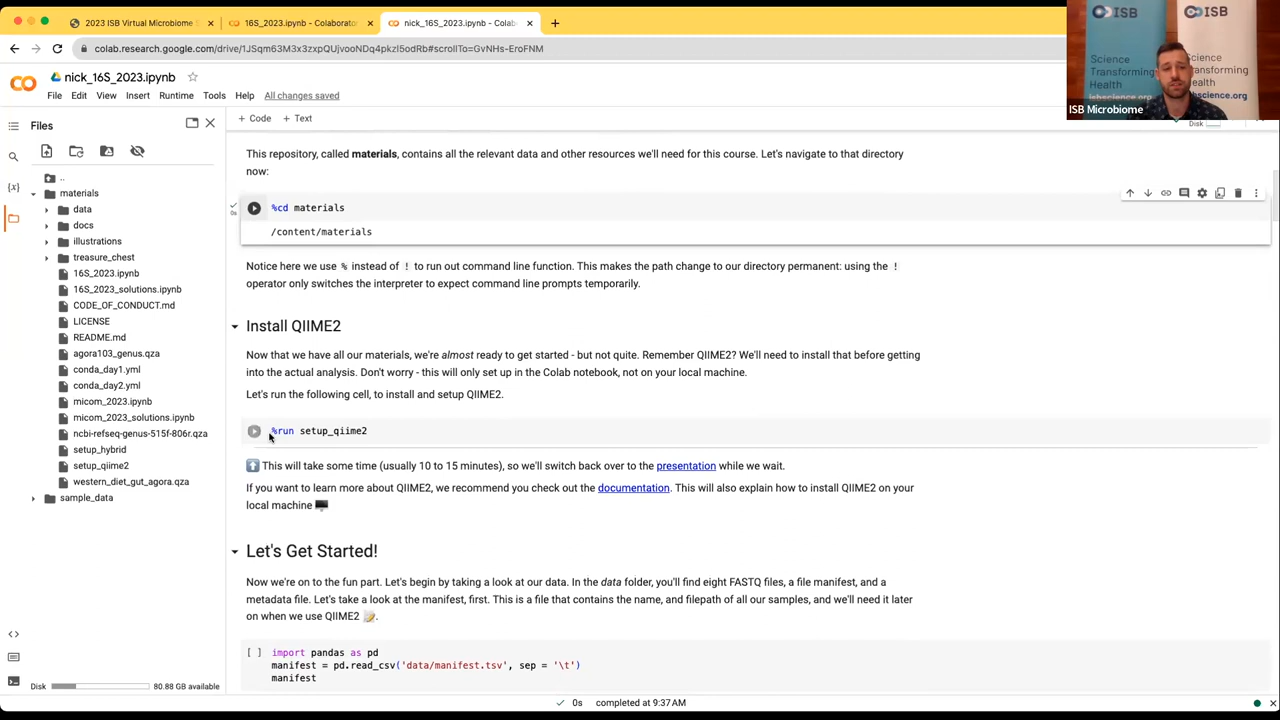 2023 ISB Virtual Microbiome S
16S_2023.ipynb - Colaborator
nick_16S_2023.ipynb - Colab
colab.research.google.com/drive/1JSqm63M3x3zxpQUjvooNDq4pkzl5odRb#scrollTo=GvNHs-EroFNM
nick_16S_2023.ipynb
File Edit View Insert Runtime Tools Help All changes saved
ISB
ISB
Science
Transforming
Health
isbscience.org
Science
Transforming
Health
isbscience.org
ISB Microbiome
Disk
Files
+ Code + Text
..
materials
data
docs
illustrations
treasure_chest
16S_2023.ipynb
16S_2023_solutions.ipynb
CODE_OF_CONDUCT.md
LICENSE
README.md
agora103_genus.qza
conda_day1.yml
conda_day2.yml
micom_2023.ipynb
micom_2023_solutions.ipynb
ncbi-refseq-genus-515f-806r.qza
setup_hybrid
setup_qiime2
western_diet_gut_agora.qza
sample_data
Disk 80.88 GB available
This repository, called materials, contains all the relevant data and other resources we'll need for this course. Let's navigate to that directory
now:
0s
%cd materials
/content/materials
Notice here we use % instead of ! to run out command line function. This makes the path change to our directory permanent: using the !
operator only switches the interpreter to expect command line prompts temporarily.
Install QIIME2
Now that we have all our materials, we're almost ready to get started - but not quite. Remember QIIME2? We'll need to install that before getting
into the actual analysis. Don't worry - this will only set up in the Colab notebook, not on your local machine.
Let's run the following cell, to install and setup QIIME2.
%run setup_qiime2
This will take some time (usually 10 to 15 minutes), so we'll switch back over to the presentation while we wait.
If you want to learn more about QIIME2, we recommend you check out the documentation. This will also explain how to install QIIME2 on your
local machine
Let's Get Started!
Now we're on to the fun part. Let's begin by taking a look at our data. In the data folder, you'll find eight FASTQ files, a file manifest, and a
metadata file. Let's take a look at the manifest, first. This is a file that contains the name, and filepath of all our samples, and we'll need it later
on when we use QIIME2 .
[ ] import pandas as pd
manifest = pd.read_csv('data/manifest.tsv', sep = '\t')
manifest
0s completed at 9:37 AM